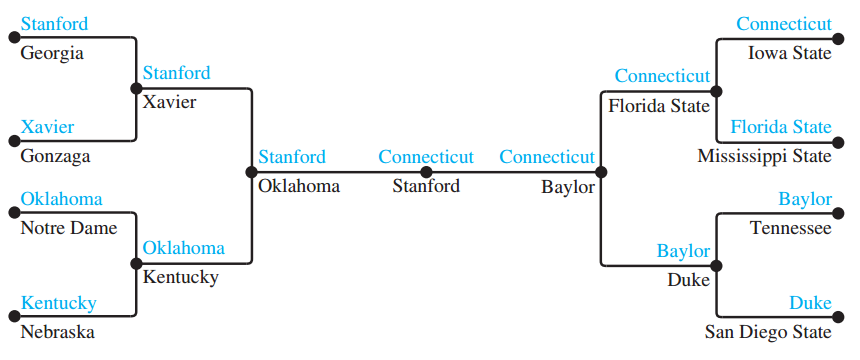 Stanford
Georgia
Stanford
Xavier
Xavier
Gonzaga
Stanford
Oklahoma
Oklahoma
Notre Dame
Oklahoma
Kentucky
Kentucky
Nebraska
Connecticut
Stanford
Connecticut
Baylor
Connecticut
Iowa State
Connecticut
Florida State
Florida State
Mississippi State
Baylor
Tennessee
Baylor
Duke
Duke
San Diego State